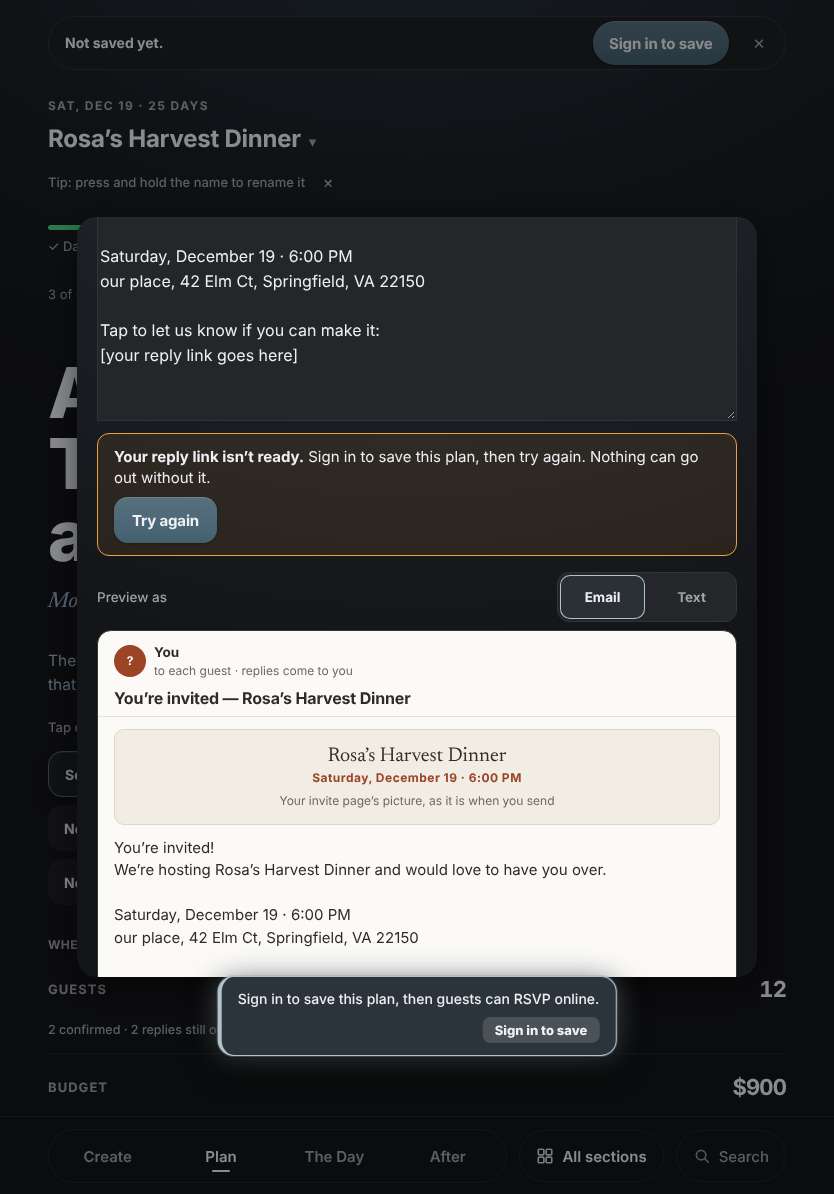 Not saved yet.
Sign in to save
SAT, DEC 19 · 25 DAYS
Rosa’s Harvest Dinner
Tip: press and hold the name to rename it
✓ Da
3 of
A
T
a
Mo
The
that
Tap
Saturday, December 19 · 6:00 PM
our place, 42 Elm Ct, Springfield, VA 22150
Tap to let us know if you can make it:
[your reply link goes here]
Your reply link isn’t ready. Sign in to save this plan, then try again. Nothing can go
out without it.
Try again
Preview as
Email
Text
?
You
to each guest · replies come to you
You’re invited — Rosa’s Harvest Dinner
Rosa’s Harvest Dinner
Saturday, December 19 · 6:00 PM
Your invite page’s picture, as it is when you send
You’re invited!
We’re hosting Rosa’s Harvest Dinner and would love to have you over.
Saturday, December 19 · 6:00 PM
our place, 42 Elm Ct, Springfield, VA 22150
WHE
GUESTS
12
2 confirmed · 2 replies still o
Sign in to save this plan, then guests can RSVP online.
Sign in to save
BUDGET
$900
Create
Plan
The Day
After
All sections
Search